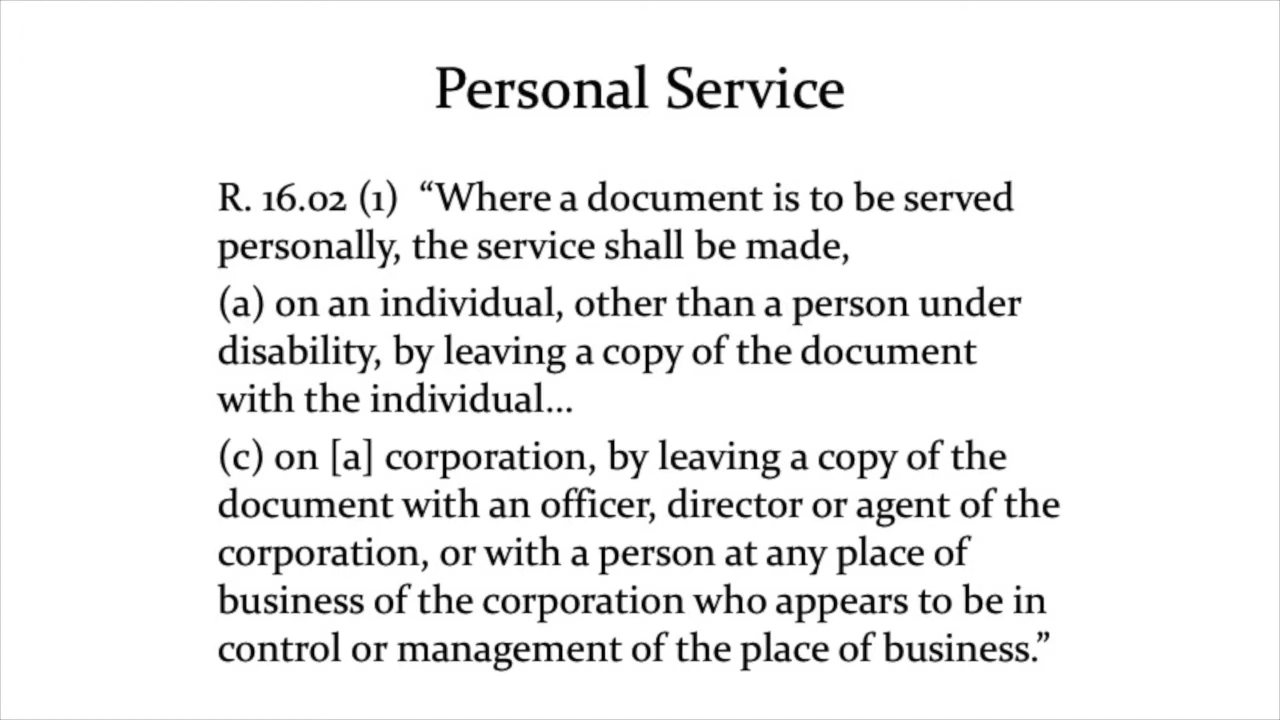 Personal Service
R. 16.02 (1)  “Where a document is to be served
personally, the service shall be made,
(a) on an individual, other than a person under
disability, by leaving a copy of the document
with the individual…
(c) on [a] corporation, by leaving a copy of the
document with an officer, director or agent of the
corporation, or with a person at any place of
business of the corporation who appears to be in
control or management of the place of business.”